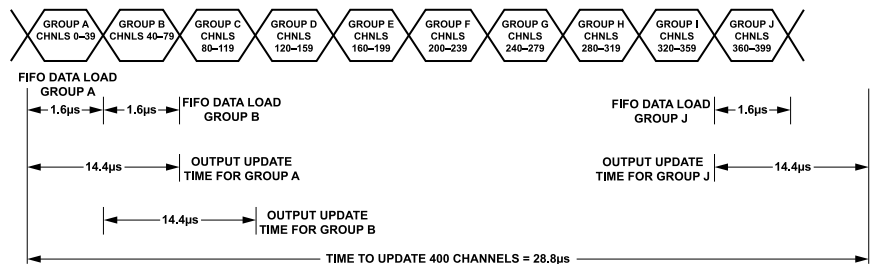 GROUP A
CHNLS 0–39
GROUP B
CHNLS 40–79
GROUP C
CHNLS
80–119
GROUP D
CHNLS
120–159
GROUP E
CHNLS
160–199
GROUP F
CHNLS
200–239
GROUP G
CHNLS
240–279
GROUP H
CHNLS
280–319
GROUP I
CHNLS
320–359
GROUP J
CHNLS
360–399
FIFO DATA LOAD
GROUP A
1.6µs
1.6µs
FIFO DATA LOAD
GROUP B
FIFO DATA LOAD
GROUP J
1.6µs
14.4µs
OUTPUT UPDATE
TIME FOR GROUP A
OUTPUT UPDATE
TIME FOR GROUP J
14.4µs
14.4µs
OUTPUT UPDATE
TIME FOR GROUP B
TIME TO UPDATE 400 CHANNELS = 28.8µs